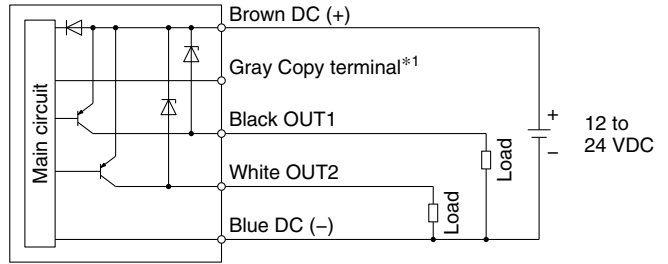 Brown DC (+)
Gray Copy terminal*1
Main circuit
Black OUT1
+
12 to
24 VDC
−
Load
White OUT2
Load
Blue DC (−)